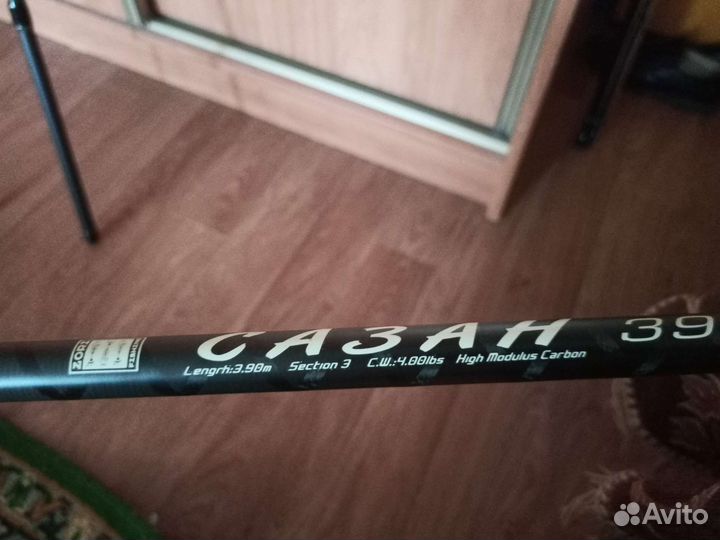 САЗАН 39
Length:3.90m Section 3 C.W.:4.00lbs High Modulus Carbon
Avito